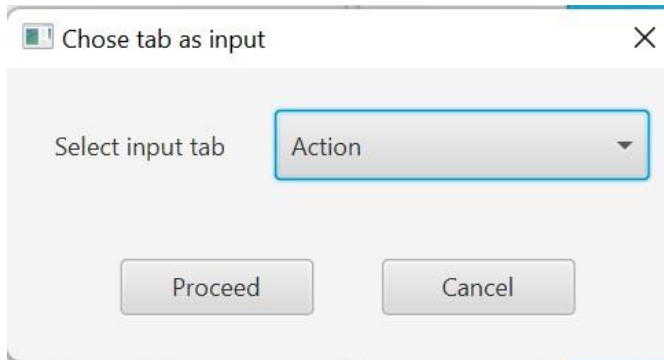 Chose tab as input
Select input tab Action
Proceed Cancel